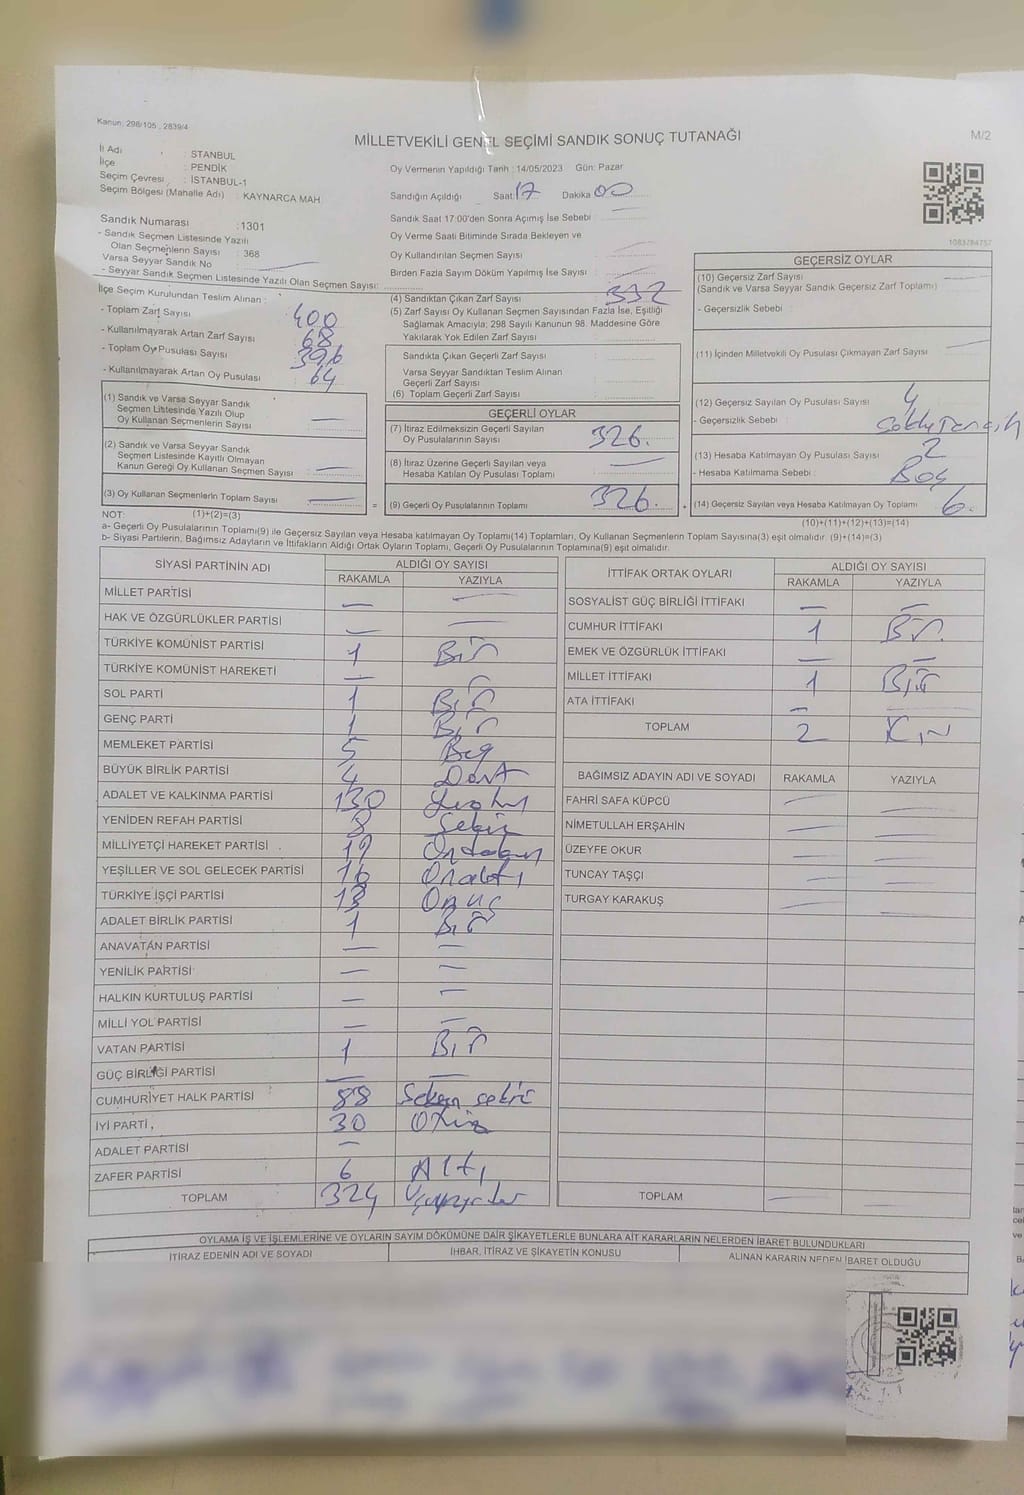 Kanun: 298/105 , 2839/4
MİLLETVEKİLİ GENEL SEÇİMİ SANDIK SONUÇ TUTANAĞI
M/2
İl Adı : STANBUL
İlçe : PENDİK
Seçim Çevresi : İSTANBUL-1
Seçim Bölgesi (Mahalle Adı) : KAYNARCA MAH.
Sandık Numarası : 1301
- Sandık Seçmen Listesinde Yazılı
Olan Seçmenlerin Sayısı : 368
Varsa Seyyar Sandık No
- Seyyar Sandık Seçmen Listesinde Yazılı Olan Seçmen Sayısı:
Oy Vermenin Yapıldığı Tarih : 14/05/2023 Gün: Pazar
Sandığın Açıldığı Saat 17 Dakika 00
Sandık Saat 17:00'den Sonra Açımış İse Sebebi :
Oy Verme Saati Bitiminde Sırada Bekleyen ve
Oy Kullandırılan Seçmen Sayısı :
Birden Fazla Sayım Döküm Yapılmış İse Sayısı :
1083784757
İlçe Seçim Kurulundan Teslim Alınan :
- Toplam Zarf Sayısı 400
- Kullanılmayarak Artan Zarf Sayısı 68
- Toplam Oy Pusulası Sayısı 396
- Kullanılmayarak Artan Oy Pusulası 64
(1) Sandık ve Varsa Seyyar Sandık
Seçmen Listesinde Yazılı Olup
Oy Kullanan Seçmenlerin Sayısı —
(2) Sandık ve Varsa Seyyar Sandık
Seçmen Listesinde Kayıtlı Olmayan
Kanun Gereği Oy Kullanan Seçmen Sayısı —
(3) Oy Kullanan Seçmenlerin Toplam Sayısı —
(4) Sandıktan Çıkan Zarf Sayısı : 332
(5) Zarf Sayısı Oy Kullanan Seçmen Sayısından Fazla İse, Eşitliği
Sağlamak Amacıyla; 298 Sayılı Kanunun 98. Maddesine Göre
Yakılarak Yok Edilen Zarf Sayısı :
Sandıkta Çıkan Geçerli Zarf Sayısı
Varsa Seyyar Sandıktan Teslim Alınan
Geçerli Zarf Sayısı
(6) Toplam Geçerli Zarf Sayısı :
GEÇERLİ OYLAR
(7) İtiraz Edilmeksizin Geçerli Sayılan
Oy Pusulalarının Sayısı : 326.
(8) İtiraz Üzerine Geçerli Sayılan veya
Hesaba Katılan Oy Pusulası Toplamı —
= (9) Geçerli Oy Pusulalarının Toplamı 326.
GEÇERSİZ OYLAR
(10) Geçersiz Zarf Sayısı :
(Sandık ve Varsa Seyyar Sandık Geçersiz Zarf Toplamı)
- Geçersizlik Sebebi :
(11) İçinden Milletvekili Oy Pusulası Çıkmayan Zarf Sayısı —
(12) Geçersiz Sayılan Oy Pusulası Sayısı 4
- Geçersizlik Sebebi :
(13) Hesaba Katılmayan Oy Pusulası Sayısı 2
- Hesaba Katılmama Sebebi : Boş
(14) Geçersiz Sayılan veya Hesaba Katılmayan Oy Toplamı 6.
NOT: (1)+(2)=(3)
(10)+(11)+(12)+(13)=(14)
a- Geçerli Oy Pusulalarının Toplamı(9) ile Geçersiz Sayılan veya Hesaba katılmayan Oy Toplamı(14) Toplamları, Oy Kullanan Seçmenlerin Toplam Sayısına(3) eşit olmalıdır. (9)+(14)=(3)
b- Siyasi Partilerin, Bağımsız Adayların ve İttifakların Aldığı Ortak Oyların Toplamı, Geçerli Oy Pusulalarının Toplamına(9) eşit olmalıdır.
SİYASİ PARTİNİN ADI ALDIĞI OY SAYISI
RAKAMLA YAZIYLA
MİLLET PARTİSİ — —
HAK VE ÖZGÜRLÜKLER PARTİSİ — —
TÜRKİYE KOMÜNİST PARTİSİ 1 Bir
TÜRKİYE KOMÜNİST HAREKETİ — —
SOL PARTİ 1 Bir
GENÇ PARTİ 1 Bir
MEMLEKET PARTİSİ 5 Beş
BÜYÜK BİRLİK PARTİSİ 4 Dört
ADALET VE KALKINMA PARTİSİ 130
YENİDEN REFAH PARTİSİ 8 Sekiz
MİLLİYETÇİ HAREKET PARTİSİ 19
YEŞİLLER VE SOL GELECEK PARTİSİ 16 Onaltı
TÜRKİYE İŞÇİ PARTİSİ 13 Onüç
ADALET BİRLİK PARTİSİ 1 Bir
ANAVATAN PARTİSİ — —
YENİLİK PARTİSİ — —
HALKIN KURTULUŞ PARTİSİ — —
MİLLİ YOL PARTİSİ — —
VATAN PARTİSİ 1 Bir
GÜÇ BİRLİĞİ PARTİSİ — —
CUMHURİYET HALK PARTİSİ 88 Seksen sekiz
İYİ PARTİ 30 Otuz
ADALET PARTİSİ —
ZAFER PARTİSİ 6 Altı
TOPLAM 324
İTTİFAK ORTAK OYLARI ALDIĞI OY SAYISI
RAKAMLA YAZIYLA
SOSYALİST GÜÇ BİRLİĞİ İTTİFAKI — —
CUMHUR İTTİFAKI 1 Bir.
EMEK VE ÖZGÜRLÜK İTTİFAKI — —
MİLLET İTTİFAKI 1 Bir
ATA İTTİFAKI —
TOPLAM 2
BAĞIMSIZ ADAYIN ADI VE SOYADI RAKAMLA YAZIYLA
FAHRİ SAFA KÜPCÜ — —
NİMETULLAH ERŞAHİN — —
ÜZEYFE OKUR — —
TUNCAY TAŞÇI — —
TURGAY KARAKUŞ — —
TOPLAM — —
OYLAMA İŞ VE İŞLEMLERİNE VE OYLARIN SAYIM DÖKÜMÜNE DAİR ŞİKAYETLERLE BUNLARA AİT KARARLARIN NELERDEN İBARET BULUNDUKLARI
İTİRAZ EDENİN ADI VE SOYADI İHBAR, İTİRAZ VE ŞİKAYETİN KONUSU ALINAN KARARIN NEDEN İBARET OLDUĞU